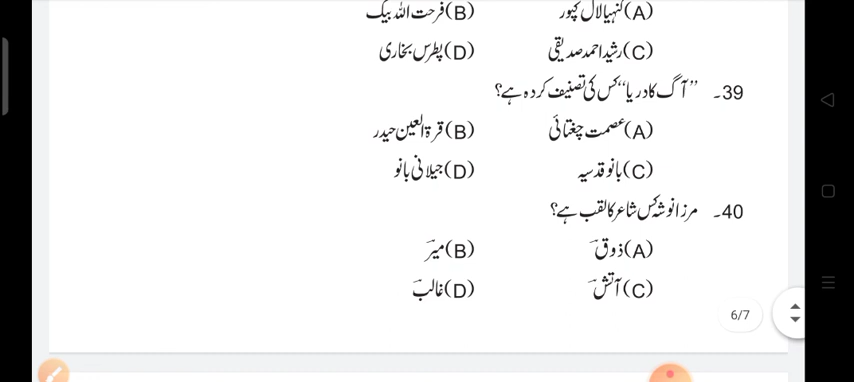 (A) کنہیا لال کپور (B) فرحت اللہ بیگ
(C) رشید احمد صدیقی (D) پطرس بخاری
39۔ ’’آگ کا دریا‘‘ کس کی تصنیف کردہ ہے؟
(A) عصمت چغتائی (B) قرۃ العین حیدر
(C) بانو قدسیہ (D) جیلانی بانو
40۔ مرزا نوشہ کس شاعر کا لقب ہے؟
(A) ذوقؔ (B) میرؔ
(C) آتشؔ (D) غالبؔ
6/7